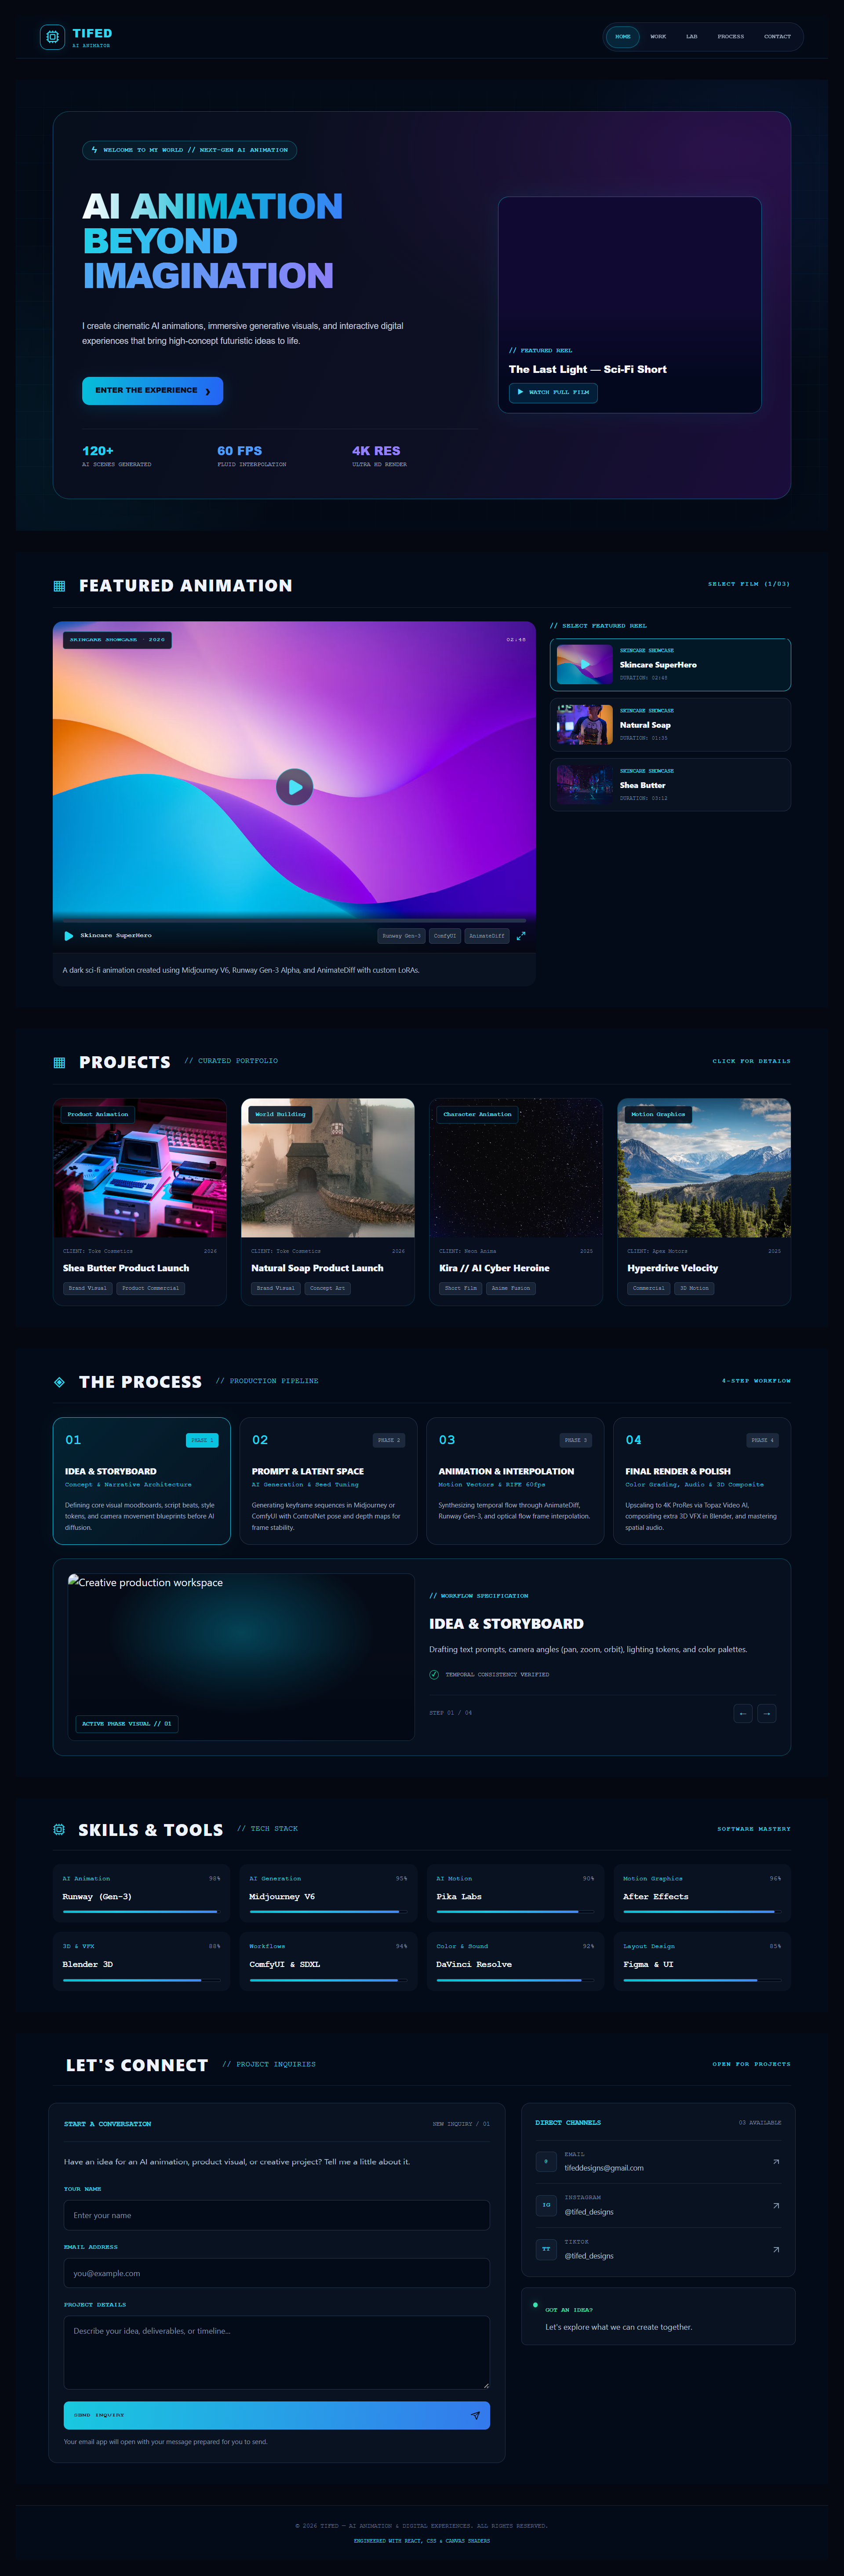 TIFED
AI ANIMATOR
HOME
WORK
LAB
PROCESS
CONTACT
WELCOME TO MY WORLD // NEXT-GEN AI ANIMATION
AI ANIMATION
BEYOND
IMAGINATION
I create cinematic AI animations, immersive generative visuals, and interactive digital
experiences that bring high-concept futuristic ideas to life.
ENTER THE EXPERIENCE
120+
AI SCENES GENERATED
60 FPS
FLUID INTERPOLATION
4K RES
ULTRA HD RENDER
// FEATURED REEL
The Last Light — Sci-Fi Short
WATCH FULL FILM
FEATURED ANIMATION
SELECT FILM (1/03)
SKINCARE SHOWCASE · 2026
02:45
Skincare SuperHero
Runway Gen-3
ComfyUI
AnimateDiff
A dark sci-fi animation created using Midjourney V6, Runway Gen-3 Alpha, and AnimateDiff with custom LoRAs.
// SELECT FEATURED REEL
SKINCARE SHOWCASE
Skincare SuperHero
DURATION: 02:45
SKINCARE SHOWCASE
Natural Soap
DURATION: 01:35
SKINCARE SHOWCASE
Shea Butter
DURATION: 03:12
PROJECTS
// CURATED PORTFOLIO
CLICK FOR DETAILS
Product Animation
CLIENT: Toke Cosmetics
2026
Shea Butter Product Launch
Brand Visual
Product Commercial
World Building
CLIENT: Toke Cosmetics
2026
Natural Soap Product Launch
Brand Visual
Concept Art
Character Animation
CLIENT: Neon Anima
2025
Kira // AI Cyber Heroine
Short Film
Anime Fusion
Motion Graphics
CLIENT: Apex Motors
2025
Hyperdrive Velocity
Commercial
3D Motion
THE PROCESS
// PRODUCTION PIPELINE
4-STEP WORKFLOW
01
PHASE 1
IDEA & STORYBOARD
Concept & Narrative Architecture
Defining core visual moodboards, script beats, style
tokens, and camera movement blueprints before AI
diffusion.
02
PHASE 2
PROMPT & LATENT SPACE
AI Generation & Seed Tuning
Generating keyframe sequences in Midjourney or
ComfyUI with ControlNet pose and depth maps for
frame stability.
03
PHASE 3
ANIMATION & INTERPOLATION
Motion Vectors & RIFE 60fps
Synthesizing temporal flow through AnimateDiff,
Runway Gen-3, and optical flow frame interpolation.
04
PHASE 4
FINAL RENDER & POLISH
Color Grading, Audio & 3D Composite
Upscaling to 4K ProRes via Topaz Video AI,
compositing extra 3D VFX in Blender, and mastering
spatial audio.
Creative production workspace
ACTIVE PHASE VISUAL // 01
// WORKFLOW SPECIFICATION
IDEA & STORYBOARD
Drafting text prompts, camera angles (pan, zoom, orbit), lighting tokens, and color palettes.
TEMPORAL CONSISTENCY VERIFIED
STEP 01 / 04
←
→
SKILLS & TOOLS
// TECH STACK
SOFTWARE MASTERY
AI Animation
98%
Runway (Gen-3)
AI Generation
95%
Midjourney V6
AI Motion
90%
Pika Labs
Motion Graphics
96%
After Effects
3D & VFX
88%
Blender 3D
Workflows
94%
ComfyUI & SDXL
Color & Sound
92%
DaVinci Resolve
Layout Design
85%
Figma & UI
LET'S CONNECT
// PROJECT INQUIRIES
OPEN FOR PROJECTS
START A CONVERSATION
NEW INQUIRY / 01
Have an idea for an AI animation, product visual, or creative project? Tell me a little about it.
YOUR NAME
Enter your name
EMAIL ADDRESS
you@example.com
PROJECT DETAILS
Describe your idea, deliverables, or timeline...
SEND INQUIRY
Your email app will open with your message prepared for you to send.
DIRECT CHANNELS
03 AVAILABLE
@
EMAIL
tifeddesigns@gmail.com
IG
INSTAGRAM
@tifed_designs
TT
TIKTOK
@tifed_designs
GOT AN IDEA?
Let's explore what we can create together.
© 2026 TIFED — AI ANIMATION & DIGITAL EXPERIENCES. ALL RIGHTS RESERVED.
ENGINEERED WITH REACT, CSS & CANVAS SHADERS